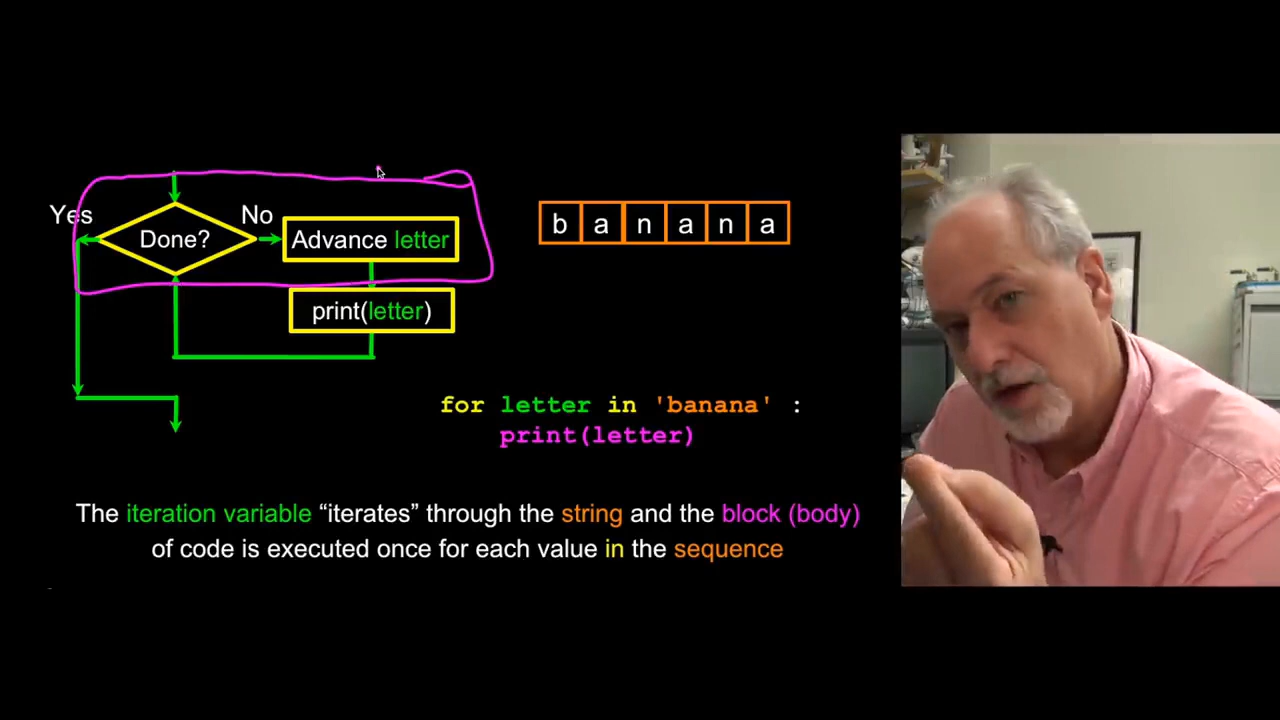 Yes
No
Done?
Advance letter
b a n a n a
print(letter)
for letter in 'banana' :
print(letter)
The iteration variable “iterates” through the string and the block (body)
of code is executed once for each value in the sequence